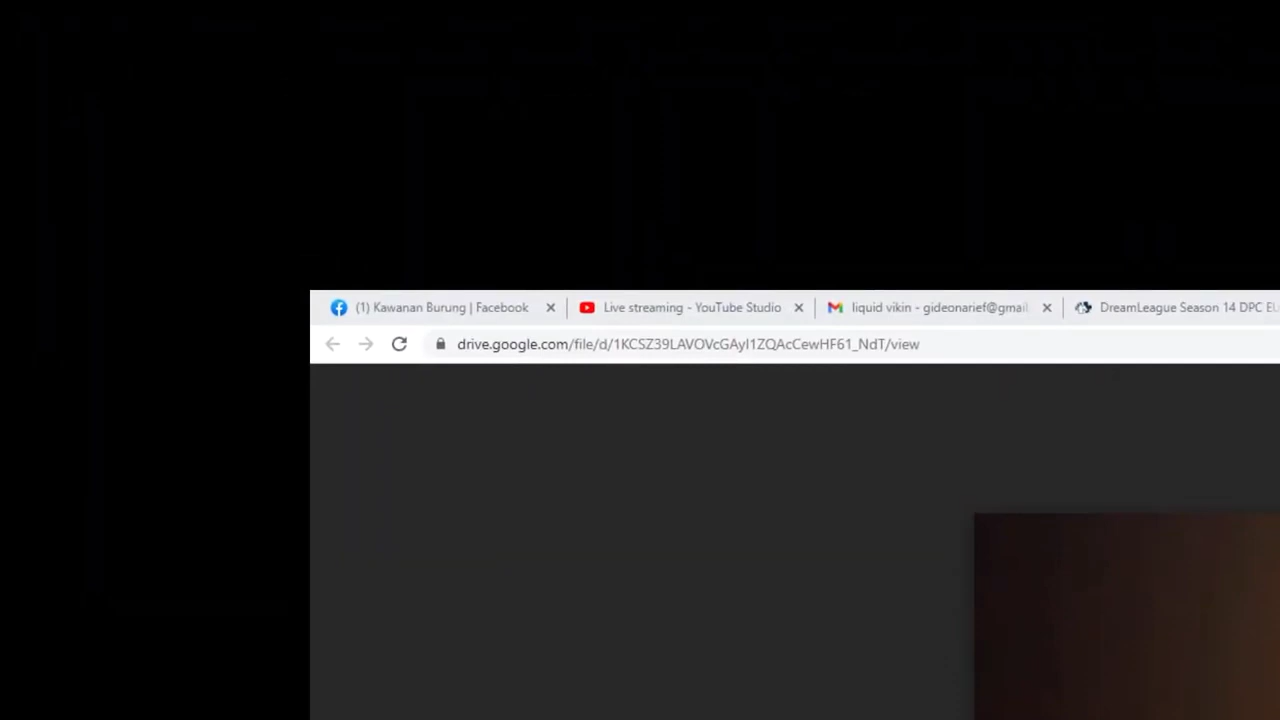 (1) Kawanan Burung | Facebook
Live streaming - YouTube Studio
liquid vikin - gideonarief@gmail.
DreamLeague Season 14 DPC
drive.google.com/file/d/1KCSZ39LAVOVcGAyI1ZQAcCewHF61_NdT/view